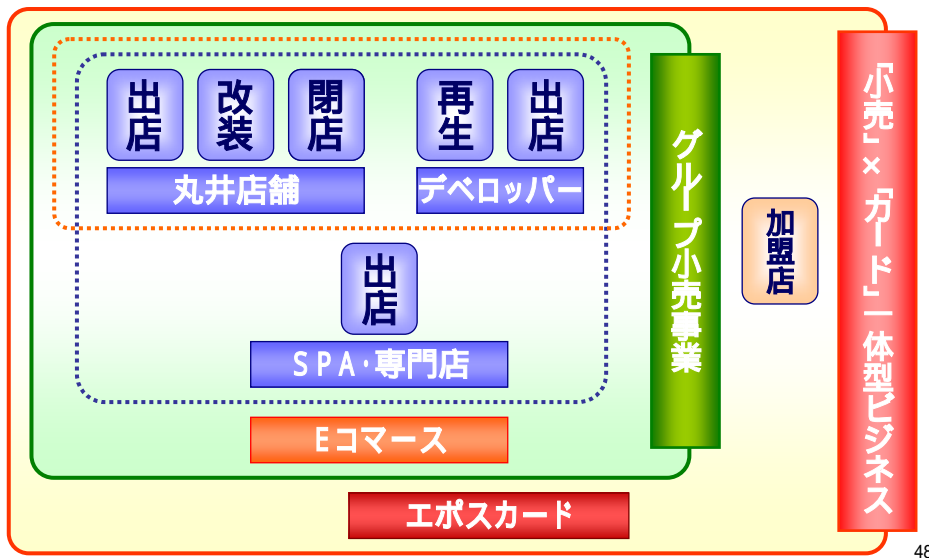 出店
改装
閉店
再生
出店
丸井店舗
デベロッパー
出店
SPA・専門店
Eコマース
グループ小売事業
加盟店
エポスカード
「小売」×「カード」一体型ビジネス
48